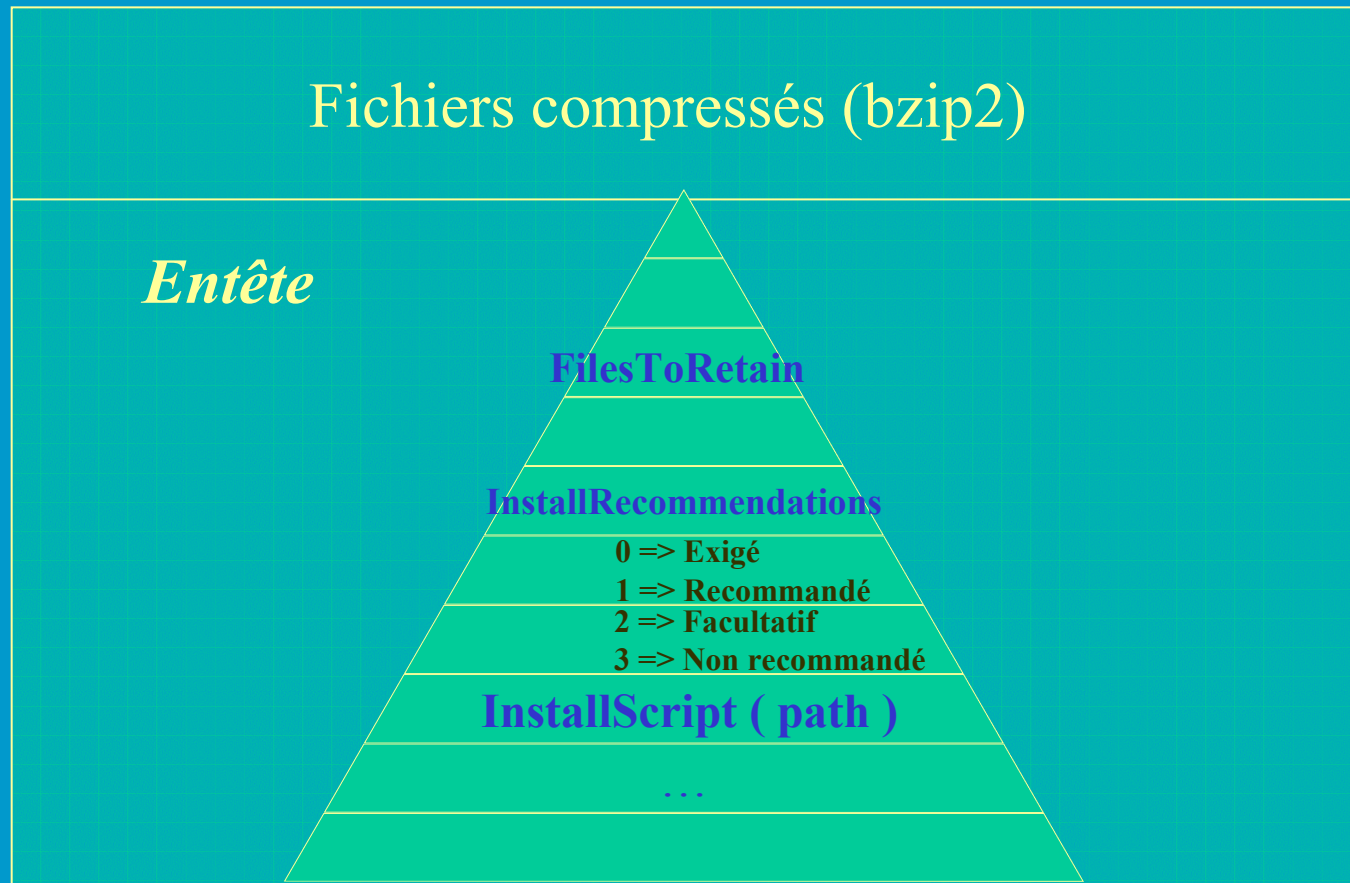 Fichiers compressés (bzip2)
Entête
FilesToRetain
InstallRecommendations
0 => Exigé
1 => Recommandé
2 => Facultatif
3 => Non recommandé
InstallScript ( path )
...